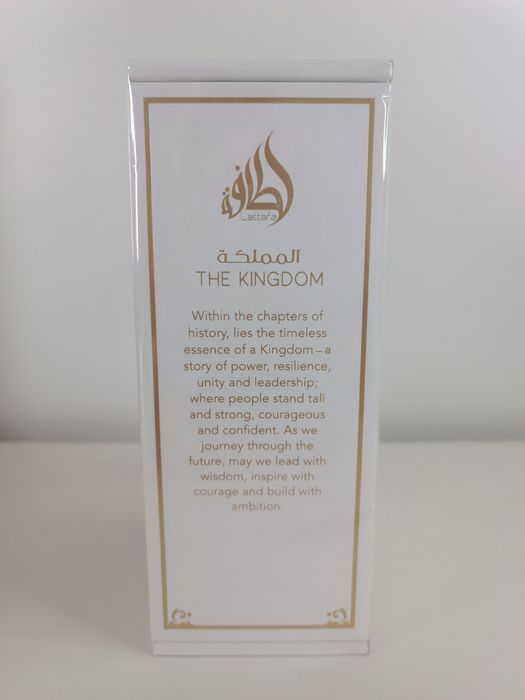 لطافة
Lattafa
المملكة
THE KINGDOM
Within the chapters of
history, lies the timeless
essence of a Kingdom – a
story of power, resilience,
unity and leadership;
where people stand tall
and strong, courageous
and confident. As we
journey through the
future, may we lead with
wisdom, inspire with
courage and build with
ambition.